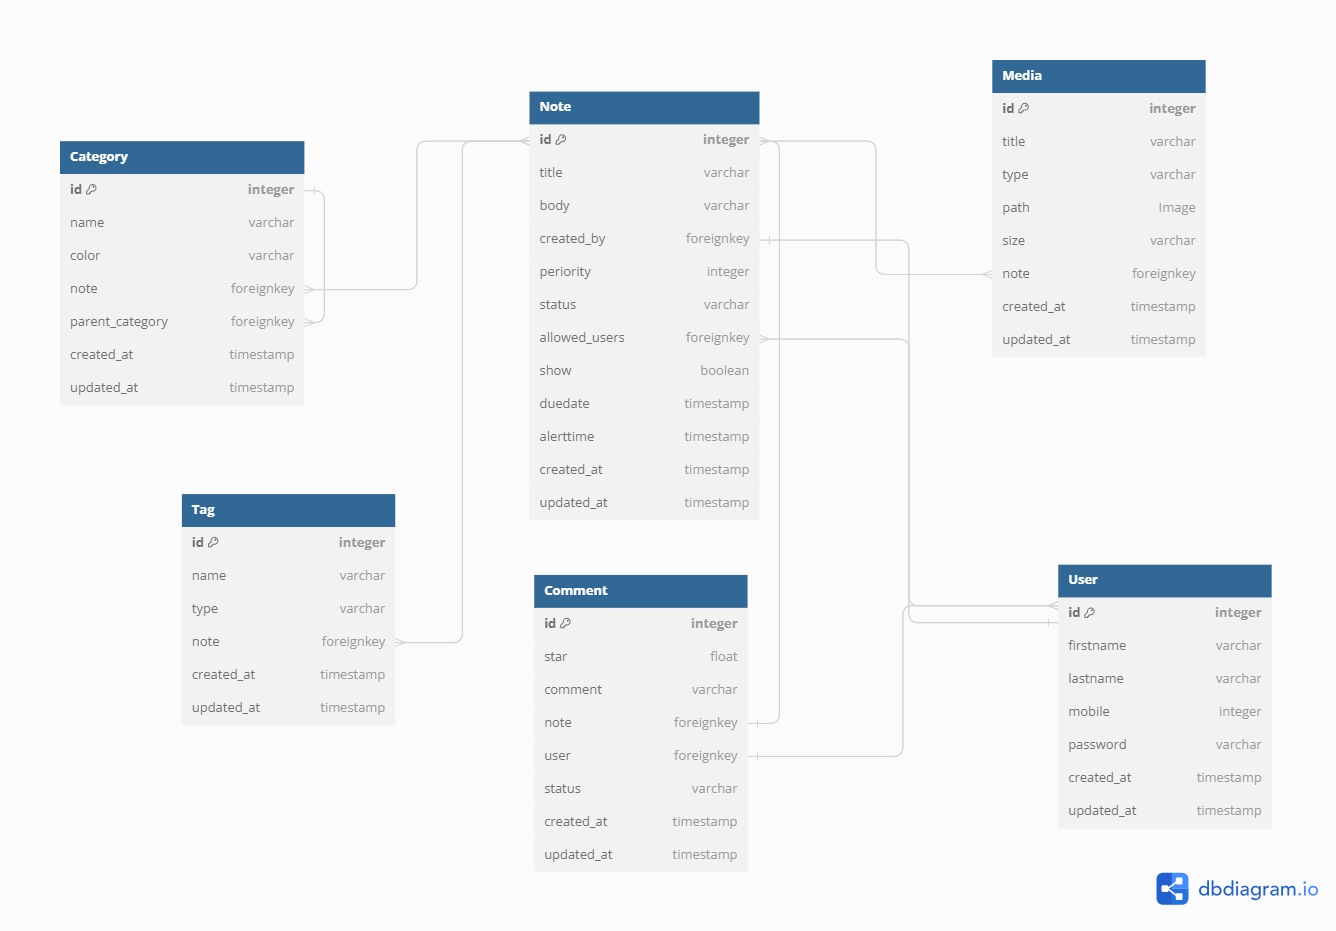 Category
id integer
name varchar
color varchar
note foreignkey
parent_category foreignkey
created_at timestamp
updated_at timestamp
Tag
id integer
name varchar
type varchar
note foreignkey
created_at timestamp
updated_at timestamp
Note
id integer
title varchar
body varchar
created_by foreignkey
periority integer
status varchar
allowed_users foreignkey
show boolean
duedate timestamp
alerttime timestamp
created_at timestamp
updated_at timestamp
Comment
id integer
star float
comment varchar
note foreignkey
user foreignkey
status varchar
created_at timestamp
updated_at timestamp
Media
id integer
title varchar
type varchar
path Image
size varchar
note foreignkey
created_at timestamp
updated_at timestamp
User
id integer
firstname varchar
lastname varchar
mobile integer
password varchar
created_at timestamp
updated_at timestamp
dbdiagram.io